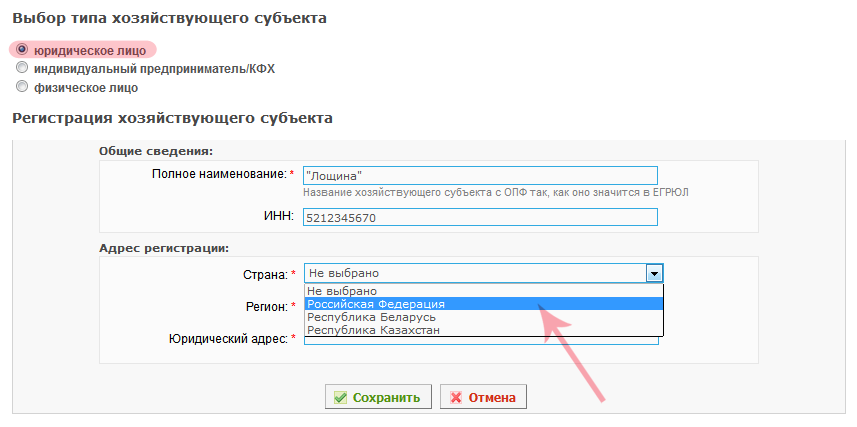 Выбор типа хозяйствующего субъекта
юридическое лицо
индивидуальный предприниматель/КФХ
физическое лицо
Регистрация хозяйствующего субъекта
Общие сведения:
Полное наименование: * "Лощина"
Название хозяйствующего субъекта с ОПФ так, как оно значится в ЕГРЮЛ
ИНН: 5212345670
Адрес регистрации:
Страна: * Не выбрано
Не выбрано
Регион: * Российская Федерация
Республика Беларусь
Республика Казахстан
Юридический адрес: *
Сохранить Отмена